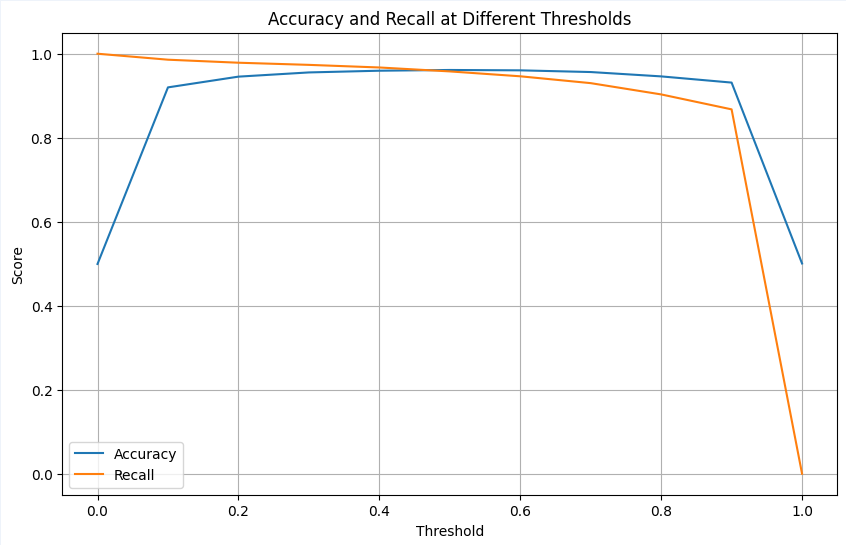 Accuracy and Recall at Different Thresholds
1.0
0.8
0.6
0.4
0.2
0.0
Score
Accuracy
Recall
0.0 0.2 0.4 0.6 0.8 1.0
Threshold